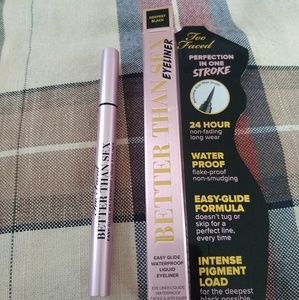 DEEPEST
BLACK
BETTER THAN SEX
EYELINER
EASY GLIDE
WATERPROOF
LIQUID
EYELINER
Too
Faced
PERFECTION
IN ONE
STROKE
24 HOUR
non-fading
long wear
WATER
PROOF
flake-proof
non-smudging
EASY-GLIDE
FORMULA
doesn't tug or
skip for a
perfect line,
every time
INTENSE
PIGMENT
LOAD
for the deepest
black possible
BETTER THAN SEX